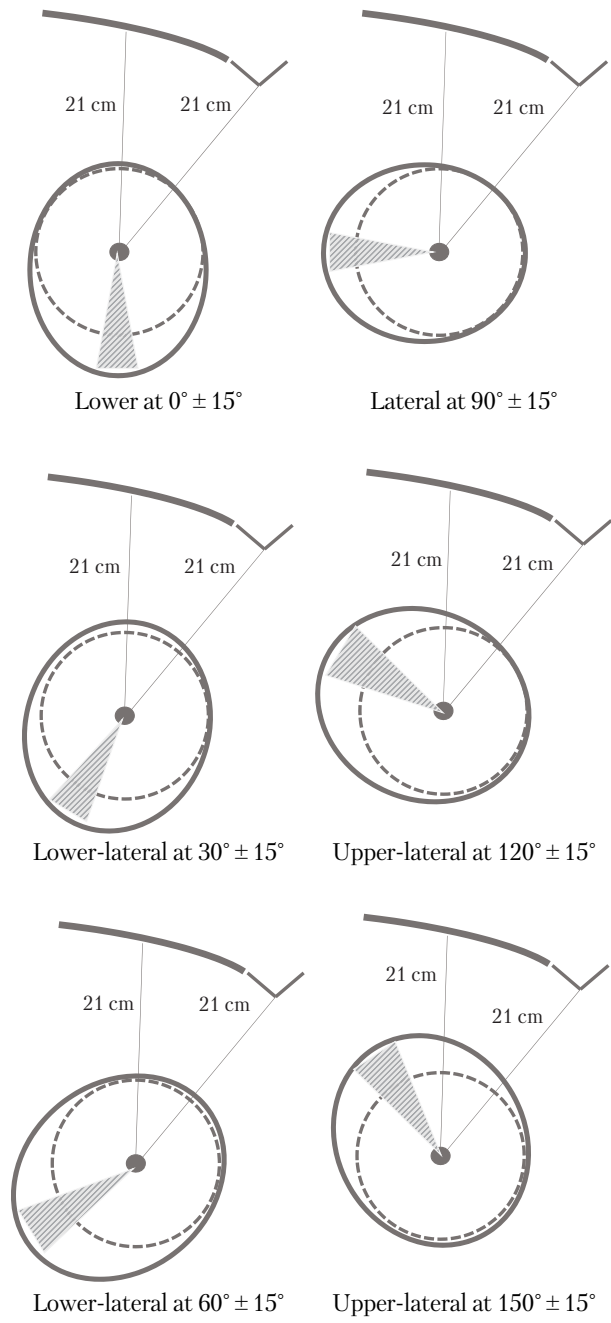 21 cm 21 cm 21 cm 21 cm
Lower at 0° ± 15° Lateral at 90° ± 15°
21 cm 21 cm 21 cm 21 cm
Lower-lateral at 30° ± 15° Upper-lateral at 120° ± 15°
21 cm 21 cm 21 cm 21 cm
Lower-lateral at 60° ± 15° Upper-lateral at 150° ± 15°